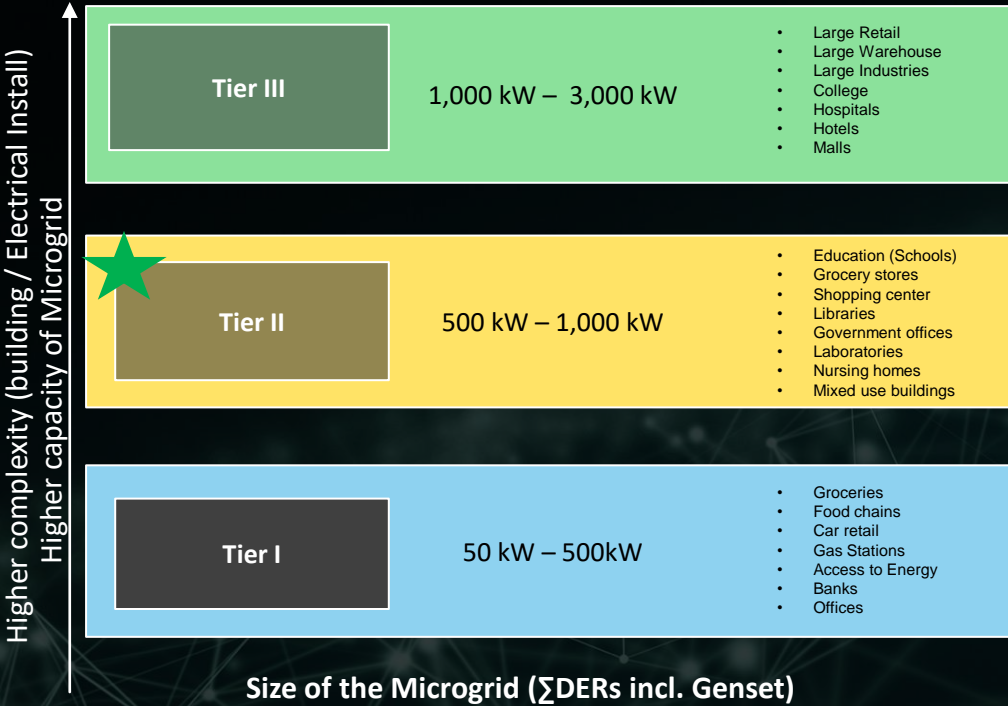 Higher complexity (building / Electrical Install)
Higher capacity of Microgrid
Tier III
1,000 kW – 3,000 kW
• Large Retail
• Large Warehouse
• Large Industries
• College
• Hospitals
• Hotels
• Malls
Tier II
500 kW – 1,000 kW
• Education (Schools)
• Grocery stores
• Shopping center
• Libraries
• Government offices
• Laboratories
• Nursing homes
• Mixed use buildings
Tier I
50 kW – 500kW
• Groceries
• Food chains
• Car retail
• Gas Stations
• Access to Energy
• Banks
• Offices
Size of the Microgrid (∑DERs incl. Genset)